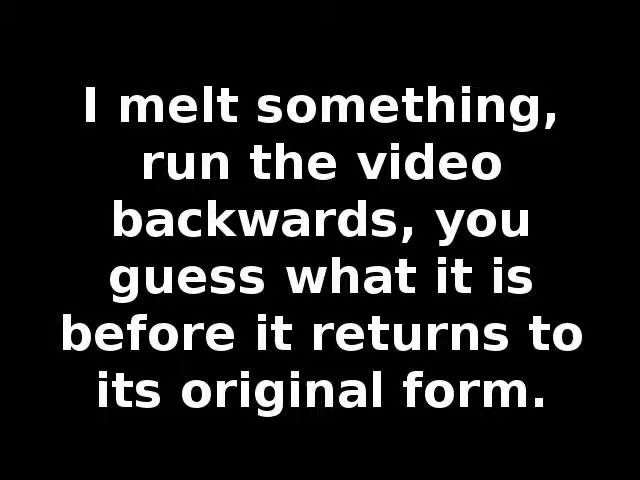 I melt something,
run the video
backwards, you
guess what it is
before it returns to
its original form.